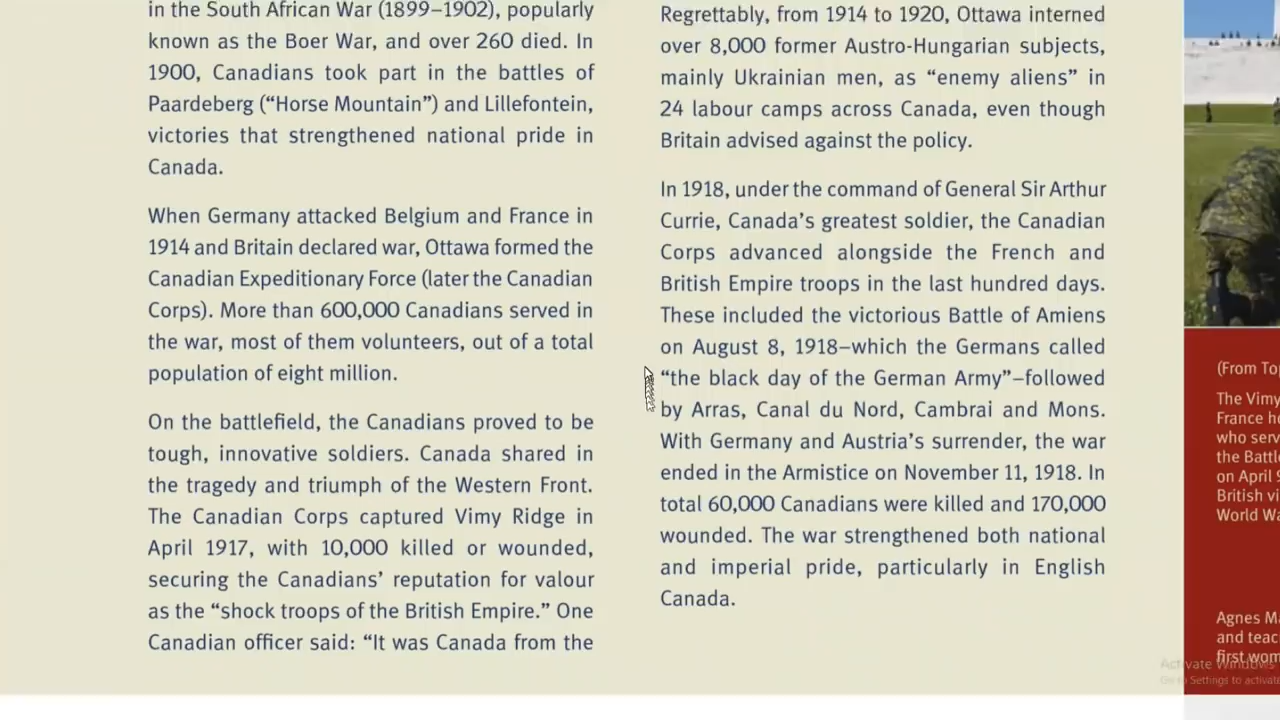 in the South African War (1899–1902), popularly
known as the Boer War, and over 260 died. In
1900, Canadians took part in the battles of
Paardeberg (“Horse Mountain”) and Lillefontein,
victories that strengthened national pride in
Canada.
When Germany attacked Belgium and France in
1914 and Britain declared war, Ottawa formed the
Canadian Expeditionary Force (later the Canadian
Corps). More than 600,000 Canadians served in
the war, most of them volunteers, out of a total
population of eight million.
On the battlefield, the Canadians proved to be
tough, innovative soldiers. Canada shared in
the tragedy and triumph of the Western Front.
The Canadian Corps captured Vimy Ridge in
April 1917, with 10,000 killed or wounded,
securing the Canadians’ reputation for valour
as the “shock troops of the British Empire.” One
Canadian officer said: “It was Canada from the
Regrettably, from 1914 to 1920, Ottawa interned
over 8,000 former Austro-Hungarian subjects,
mainly Ukrainian men, as “enemy aliens” in
24 labour camps across Canada, even though
Britain advised against the policy.
In 1918, under the command of General Sir Arthur
Currie, Canada’s greatest soldier, the Canadian
Corps advanced alongside the French and
British Empire troops in the last hundred days.
These included the victorious Battle of Amiens
on August 8, 1918–which the Germans called
“the black day of the German Army”–followed
by Arras, Canal du Nord, Cambrai and Mons.
With Germany and Austria’s surrender, the war
ended in the Armistice on November 11, 1918. In
total 60,000 Canadians were killed and 170,000
wounded. The war strengthened both national
and imperial pride, particularly in English
Canada.
(From To
The Vimy
France h
who serv
the Battl
on April
British vi
World Wa
Agnes M
and teac
first wom
Activate Windows
Go to Settings to activate